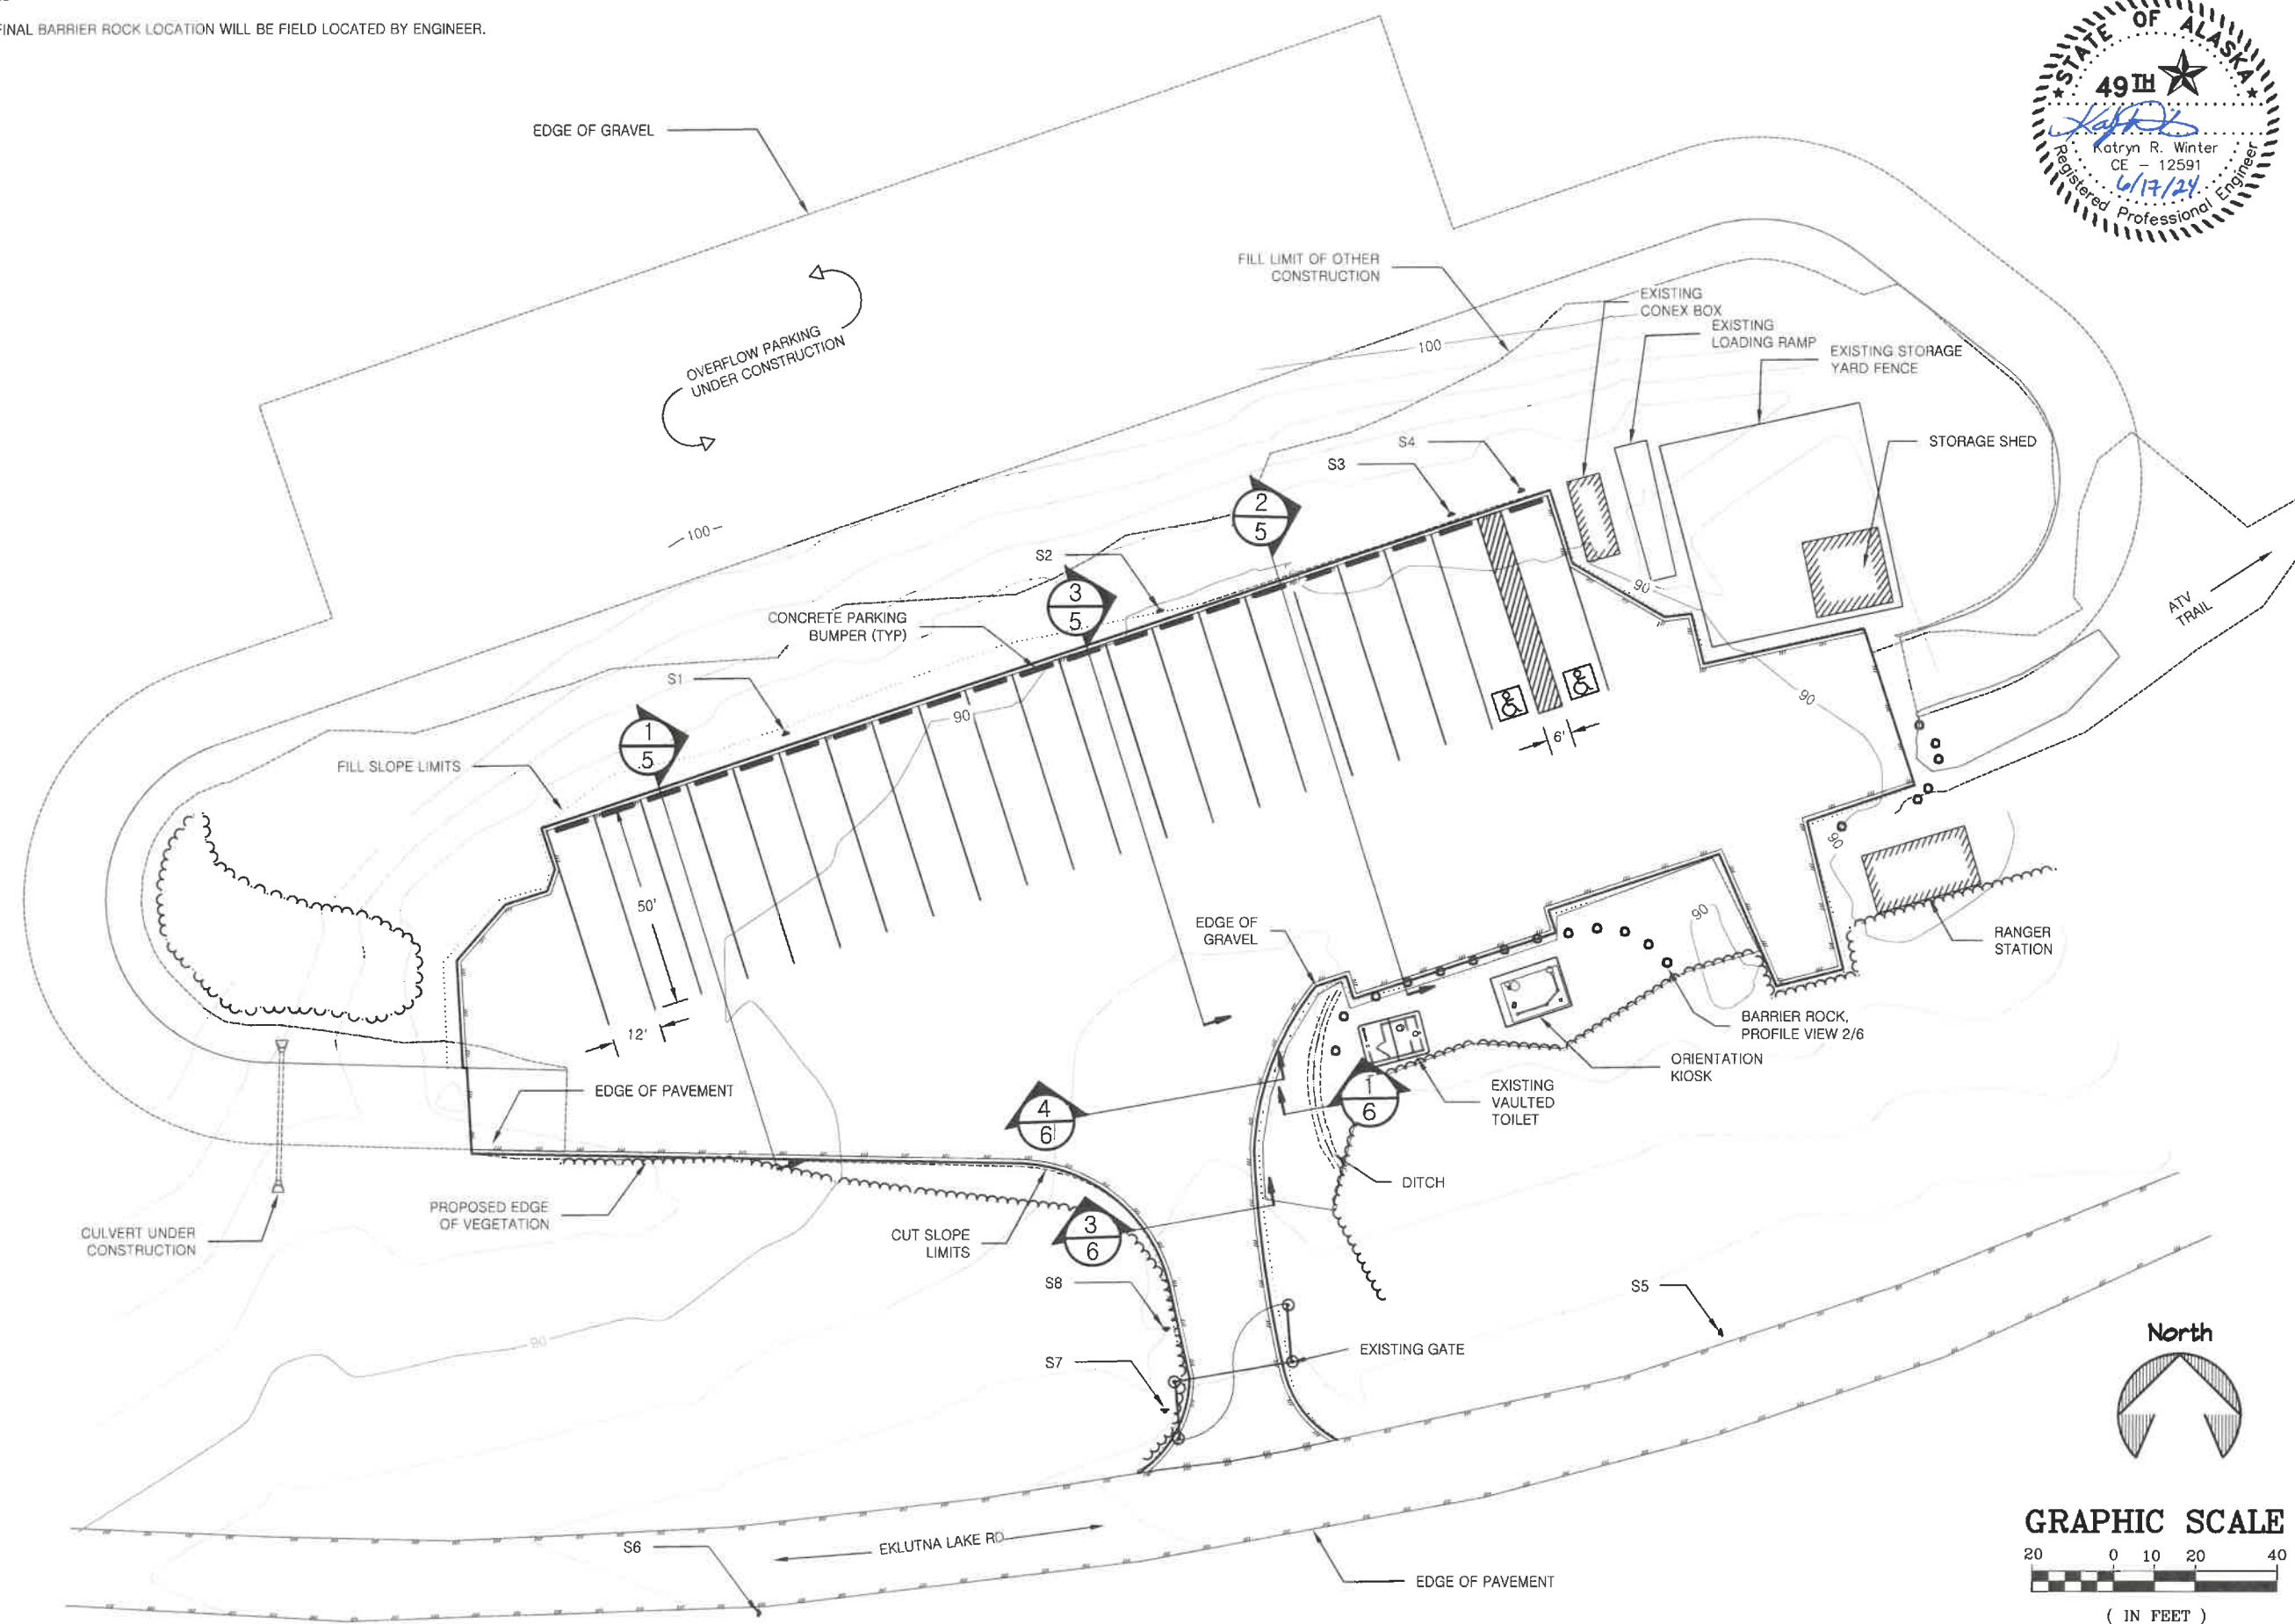 FINAL BARRIER ROCK LOCATION WILL BE FIELD LOCATED BY ENGINEER.
STATE OF ALASKA
49TH
Katryn R. Winter
CE - 12591
6/17/24
Registered Professional Engineer
EDGE OF GRAVEL
FILL LIMIT OF OTHER
CONSTRUCTION
OVERFLOW PARKING
UNDER CONSTRUCTION
EXISTING
CONEX BOX
EXISTING
LOADING RAMP
EXISTING STORAGE
YARD FENCE
STORAGE SHED
100
100
S4
S3
2
5
S2
3
5
CONCRETE PARKING
BUMPER (TYP)
S1
1
5
FILL SLOPE LIMITS
90
90
90
90
90
90
ATV
TRAIL
6'
50'
12'
EDGE OF
GRAVEL
RANGER
STATION
BARRIER ROCK,
PROFILE VIEW 2/6
ORIENTATION
KIOSK
EXISTING
VAULTED
TOILET
EDGE OF PAVEMENT
4
6
1
6
DITCH
PROPOSED EDGE
OF VEGETATION
CULVERT UNDER
CONSTRUCTION
CUT SLOPE
LIMITS
3
6
S8
S7
S5
EXISTING GATE
North
S6
EKLUTNA LAKE RD
EDGE OF PAVEMENT
GRAPHIC SCALE
20 0 10 20 40
( IN FEET )